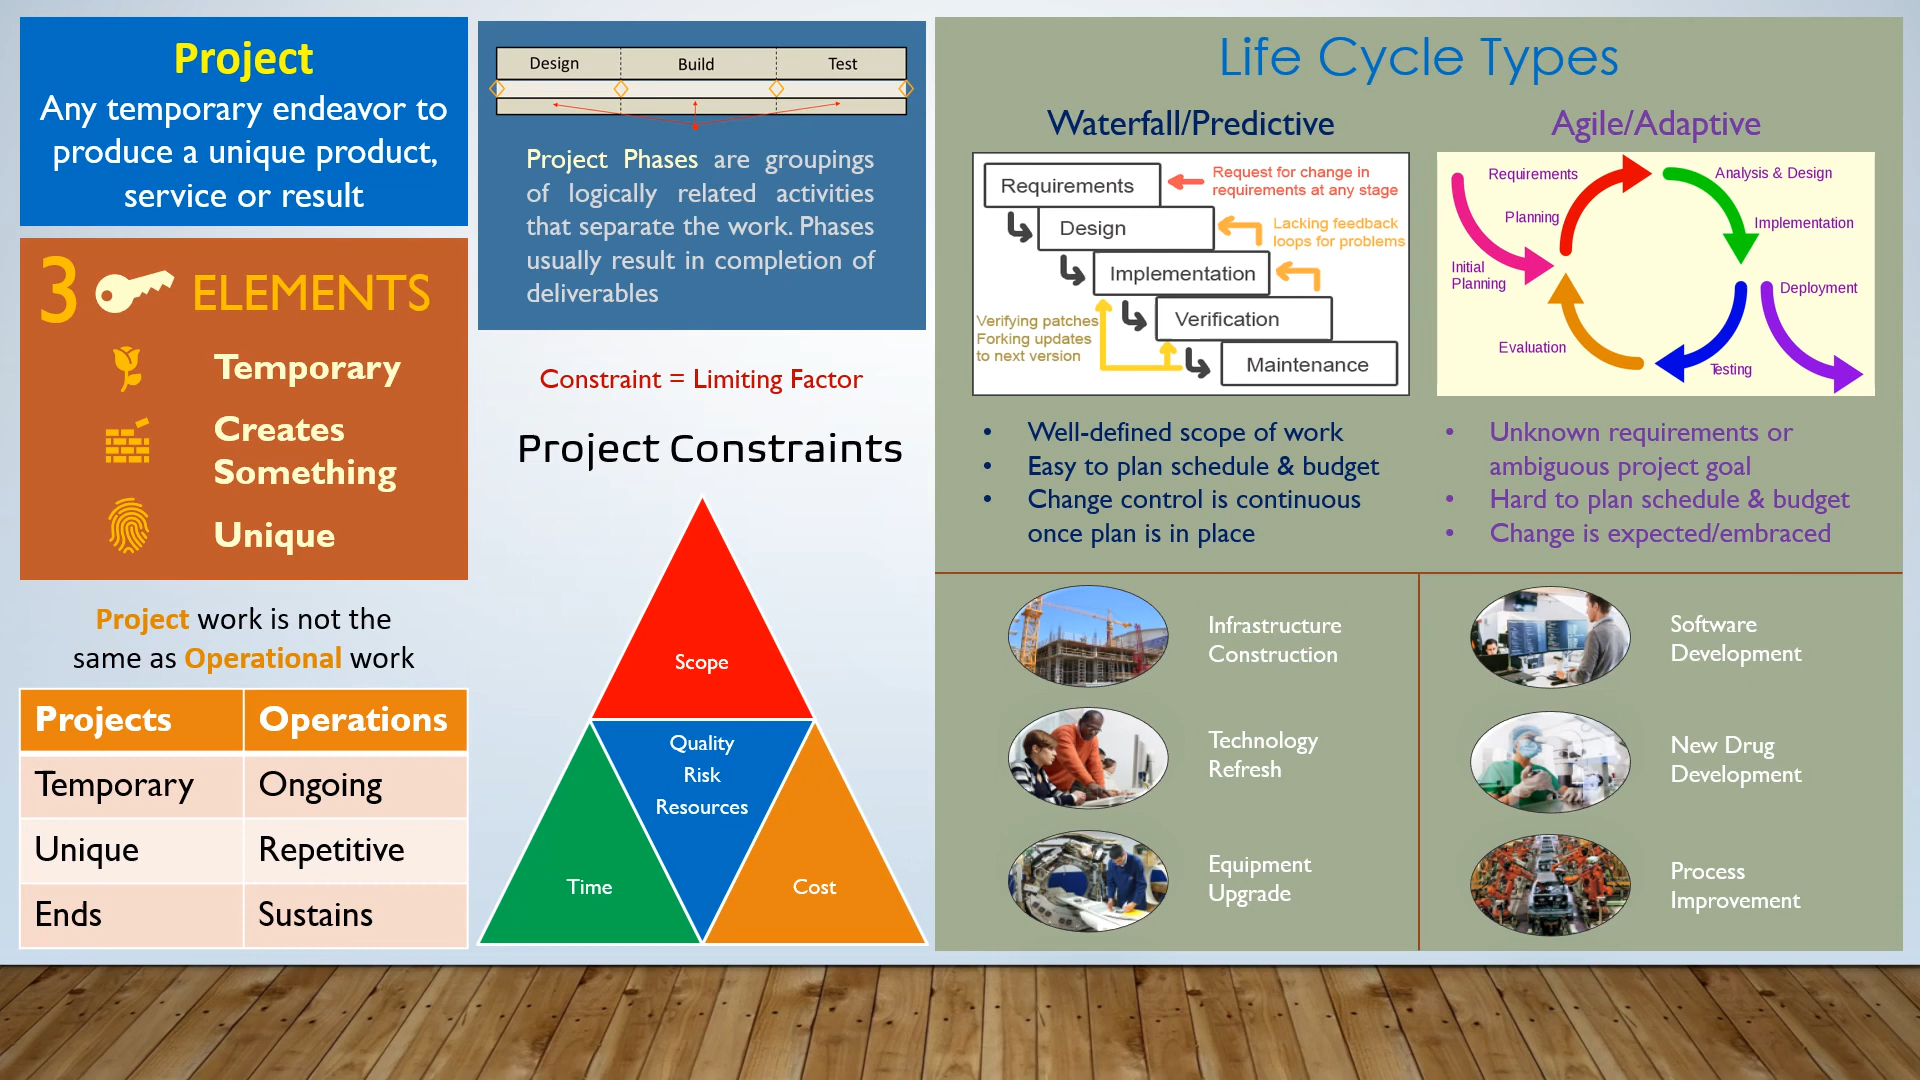 Project
Any temporary endeavor to
produce a unique product,
service or result
3 ELEMENTS
Temporary
Creates
Something
Unique
Project work is not the
same as Operational work
Projects Operations
Temporary Ongoing
Unique Repetitive
Ends Sustains
Design Build Test
Project Phases are groupings
of logically related activities
that separate the work. Phases
usually result in completion of
deliverables
Constraint = Limiting Factor
Project Constraints
Scope
Quality
Risk
Resources
Time
Cost
Life Cycle Types
Waterfall/Predictive
Requirements
Request for change in
requirements at any stage
Design
Lacking feedback
loops for problems
Implementation
Verification
Verifying patches
Forking updates
to next version
Maintenance
• Well-defined scope of work
• Easy to plan schedule & budget
• Change control is continuous
once plan is in place
Infrastructure
Construction
Technology
Refresh
Equipment
Upgrade
Agile/Adaptive
Requirements
Analysis & Design
Planning
Implementation
Initial
Planning
Deployment
Evaluation
Testing
• Unknown requirements or
ambiguous project goal
• Hard to plan schedule & budget
• Change is expected/embraced
Software
Development
New Drug
Development
Process
Improvement